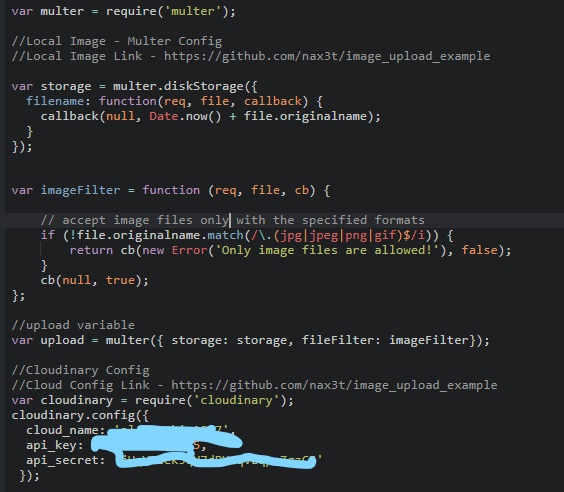 var multer = require('multer');
//Local Image - Multer Config
//Local Image Link - https://github.com/nax3t/image_upload_example
var storage = multer.diskStorage({
filename: function(req, file, callback) {
callback(null, Date.now() + file.originalname);
}
});
var imageFilter = function (req, file, cb) {
// accept image files only with the specified formats
if (!file.originalname.match(/\.(jpg|jpeg|png|gif)$/i)) {
return cb(new Error('Only image files are allowed!'), false);
}
cb(null, true);
};
//upload variable
var upload = multer({ storage: storage, fileFilter: imageFilter});
//Cloudinary Config
//Cloud Config Link - https://github.com/nax3t/image_upload_example
var cloudinary = require('cloudinary');
cloudinary.config({
cloud_name:
api_key:
api_secret:
});